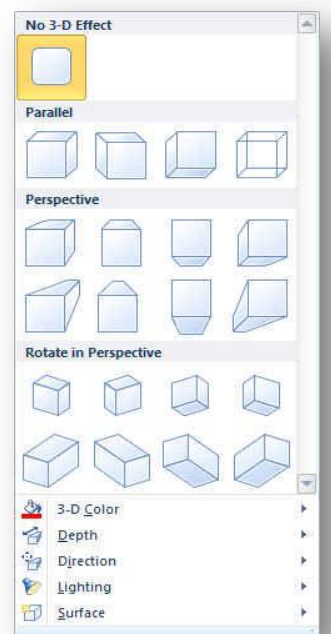 No 3-D Effect
Parallel
Perspective
Rotate in Perspective
3-D Color
Depth
Direction
Lighting
Surface